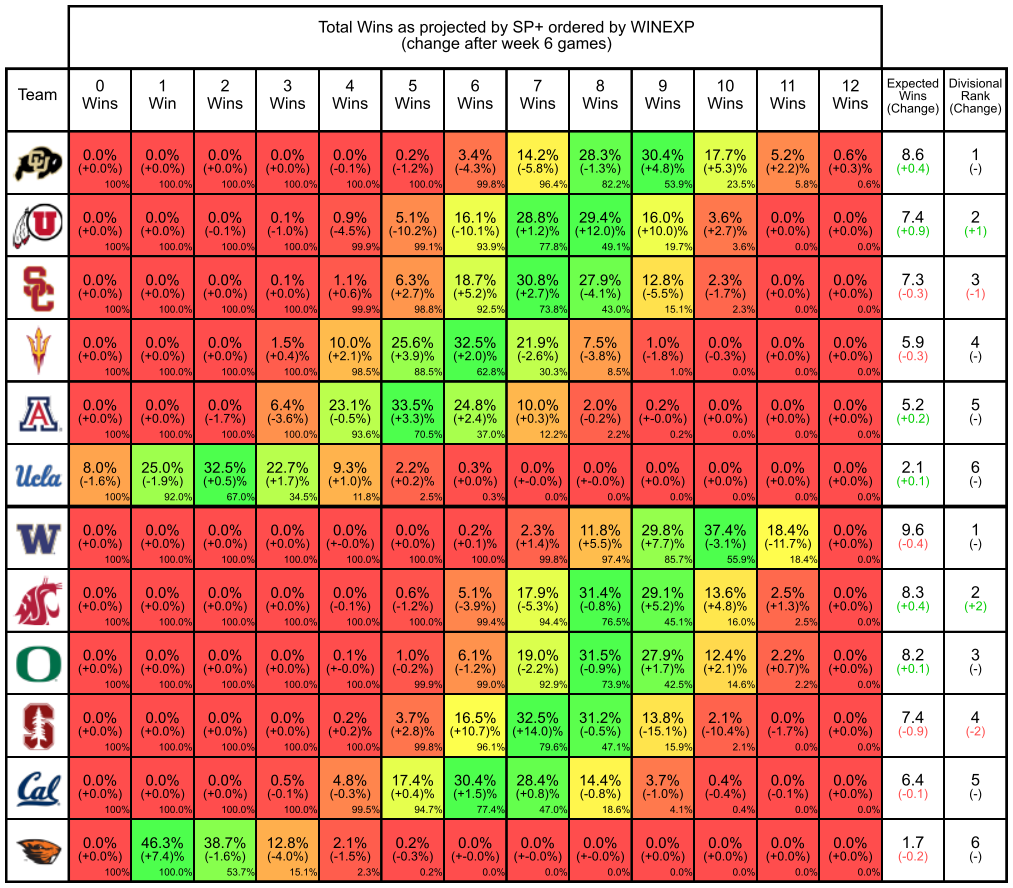 Total Wins as projected by SP+ ordered by WINEXP
(change after week 6 games)
Team 0 Wins 1 Win 2 Wins 3 Wins 4 Wins 5 Wins 6 Wins 7 Wins 8 Wins 9 Wins 10 Wins 11 Wins 12 Wins Expected Wins (Change) Divisional Rank (Change)
CU 0.0% 0.0% 0.0% 0.0% 0.0% 0.2% 3.4% 14.2% 28.3% 30.4% 17.7% 5.2% 0.6% 8.6 1
(+0.0%) (+0.0%) (+0.0%) (+0.0%) (-0.1%) (-1.2%) (-4.3%) (-5.8%) (-1.3%) (+4.8)% (+5.3)% (+2.2)% (+0.3)% (+0.4) (-)
100% 100.0% 100.0% 100.0% 100.0% 100.0% 99.8% 96.4% 82.2% 53.9% 23.5% 5.8% 0.6%
U 0.0% 0.0% 0.0% 0.1% 0.9% 5.1% 16.1% 28.8% 29.4% 16.0% 3.6% 0.0% 0.0% 7.4 2
(+0.0%) (+0.0%) (-0.1%) (-1.0%) (-4.5%) (-10.2%) (-10.1%) (+1.2)% (+12.0)% (+10.0)% (+2.7)% (+0.0%) (+0.0%) (+0.9) (+1)
100% 100.0% 100.0% 100.0% 99.9% 99.1% 93.9% 77.8% 49.1% 19.7% 3.6% 0.0% 0.0%
SC 0.0% 0.0% 0.0% 0.1% 1.1% 6.3% 18.7% 30.8% 27.9% 12.8% 2.3% 0.0% 0.0% 7.3 3
(+0.0%) (+0.0%) (+0.0%) (+0.0%) (+0.6)% (+2.7)% (+5.2)% (+2.7)% (-4.1%) (-5.5%) (-1.7%) (+0.0%) (+0.0%) (-0.3) (-1)
100% 100.0% 100.0% 100.0% 99.9% 98.8% 92.5% 73.8% 43.0% 15.1% 2.3% 0.0% 0.0%
0.0% 0.0% 0.0% 1.5% 10.0% 25.6% 32.5% 21.9% 7.5% 1.0% 0.0% 0.0% 0.0% 5.9 4
(+0.0%) (+0.0%) (+0.0%) (+0.4)% (+2.1)% (+3.9)% (+2.0)% (-2.6%) (-3.8%) (-1.8%) (-0.3%) (+0.0%) (+0.0%) (-0.3) (-)
100% 100.0% 100.0% 100.0% 98.5% 88.5% 62.8% 30.3% 8.5% 1.0% 0.0% 0.0% 0.0%
A 0.0% 0.0% 0.0% 6.4% 23.1% 33.5% 24.8% 10.0% 2.0% 0.2% 0.0% 0.0% 0.0% 5.2 5
(+0.0%) (+0.0%) (-1.7%) (-3.6%) (-0.5%) (+3.3)% (+2.4)% (+0.3)% (-0.2%) (+-0.0%) (+0.0%) (+0.0%) (+0.0%) (+0.2) (-)
100% 100.0% 100.0% 100.0% 93.6% 70.5% 37.0% 12.2% 2.2% 0.2% 0.0% 0.0% 0.0%
Ucla 8.0% 25.0% 32.5% 22.7% 9.3% 2.2% 0.3% 0.0% 0.0% 0.0% 0.0% 0.0% 0.0% 2.1 6
(-1.6%) (-1.9%) (+0.5)% (+1.7)% (+1.0)% (+0.2)% (+0.0%) (+-0.0%) (+0.0%) (+0.0%) (+0.0%) (+0.0%) (+0.0%) (+0.1) (-)
100% 92.0% 67.0% 34.5% 11.8% 2.5% 0.3% 0.0% 0.0% 0.0% 0.0% 0.0% 0.0%
W 0.0% 0.0% 0.0% 0.0% 0.0% 0.0% 0.2% 2.3% 11.8% 29.8% 37.4% 18.4% 0.0% 9.6 1
(+0.0%) (+0.0%) (+0.0%) (+0.0%) (+-0.0%) (+0.0%) (+0.1)% (+1.4)% (+5.5)% (+7.7)% (-3.1%) (-11.7%) (+0.0%) (-0.4) (-)
100% 100.0% 100.0% 100.0% 100.0% 100.0% 100.0% 99.8% 97.4% 85.7% 55.9% 18.4% 0.0%
0.0% 0.0% 0.0% 0.0% 0.0% 0.6% 5.1% 17.9% 31.4% 29.1% 13.6% 2.5% 0.0% 8.3 2
(+0.0%) (+0.0%) (+0.0%) (+0.0%) (-0.1%) (-1.2%) (-3.9%) (-5.3%) (-0.8%) (+5.2)% (+4.8)% (+1.3)% (+0.0%) (+0.4) (+2)
100% 100.0% 100.0% 100.0% 100.0% 100.0% 99.4% 94.4% 76.5% 45.1% 16.0% 2.5% 0.0%
O 0.0% 0.0% 0.0% 0.0% 0.1% 1.0% 6.1% 19.0% 31.5% 27.9% 12.4% 2.2% 0.0% 8.2 3
(+0.0%) (+0.0%) (+0.0%) (+0.0%) (+-0.0%) (-0.2%) (-1.2%) (-2.2%) (-0.9%) (+1.7)% (+2.1)% (+0.7)% (+0.0%) (+0.1) (-)
100% 100.0% 100.0% 100.0% 100.0% 99.9% 99.0% 92.9% 73.9% 42.5% 14.6% 2.2% 0.0%
S 0.0% 0.0% 0.0% 0.0% 0.2% 3.7% 16.5% 32.5% 31.2% 13.8% 2.1% 0.0% 0.0% 7.4 4
(+0.0%) (+0.0%) (+0.0%) (+0.0%) (+0.2)% (+2.8)% (+10.7)% (+14.0)% (-0.5%) (-15.1%) (-10.4%) (-1.7%) (+0.0%) (-0.9) (-2)
100% 100.0% 100.0% 100.0% 100.0% 99.8% 96.1% 79.6% 47.1% 15.9% 2.1% 0.0% 0.0%
Cal 0.0% 0.0% 0.0% 0.5% 4.8% 17.4% 30.4% 28.4% 14.4% 3.7% 0.4% 0.0% 0.0% 6.4 5
(+0.0%) (+0.0%) (+0.0%) (-0.1%) (-0.3%) (+0.4)% (+1.5)% (+0.8)% (-0.8%) (-1.0%) (-0.4%) (-0.1%) (+0.0%) (-0.1) (-)
100% 100.0% 100.0% 100.0% 99.5% 94.7% 77.4% 47.0% 18.6% 4.1% 0.4% 0.0% 0.0%
0.0% 46.3% 38.7% 12.8% 2.1% 0.2% 0.0% 0.0% 0.0% 0.0% 0.0% 0.0% 0.0% 1.7 6
(+0.0%) (+7.4)% (-1.6%) (-4.0%) (-1.5%) (-0.3%) (+-0.0%) (+-0.0%) (+-0.0%) (+0.0%) (+0.0%) (+0.0%) (+0.0%) (-0.2) (-)
100% 100.0% 53.7% 15.1% 2.3% 0.2% 0.0% 0.0% 0.0% 0.0% 0.0% 0.0% 0.0%